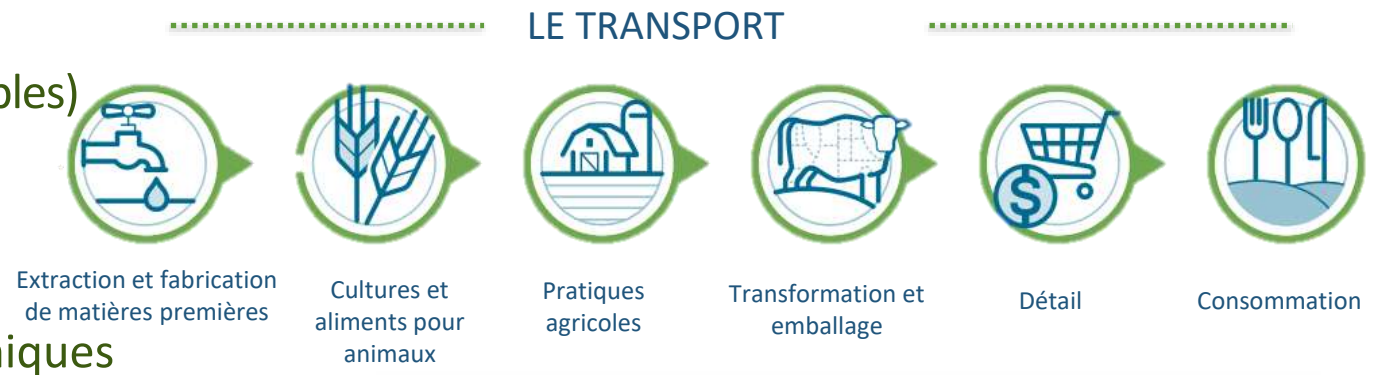 LE TRANSPORT
bles)
$
Extraction et fabrication
de matières premières
Cultures et
aliments pour
animaux
Pratiques
agricoles
Transformation et
emballage
Détail
Consommation
niques